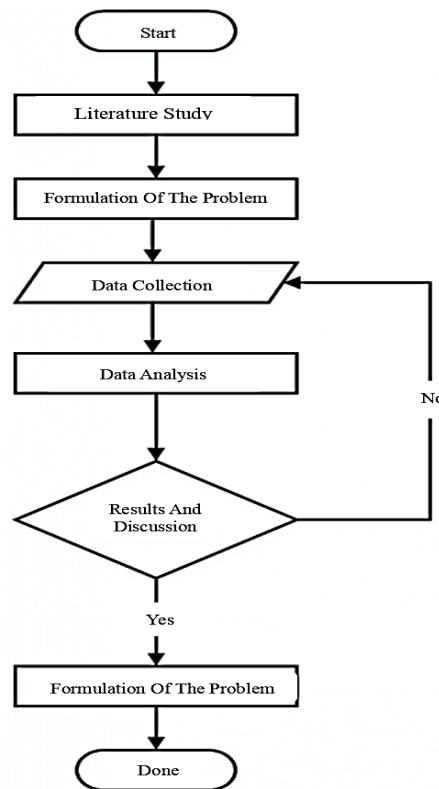 Start
Literature Study
Formulation Of The Problem
Data Collection
Data Analysis
No
Results And
Discussion
Yes
Formulation Of The Problem
Done